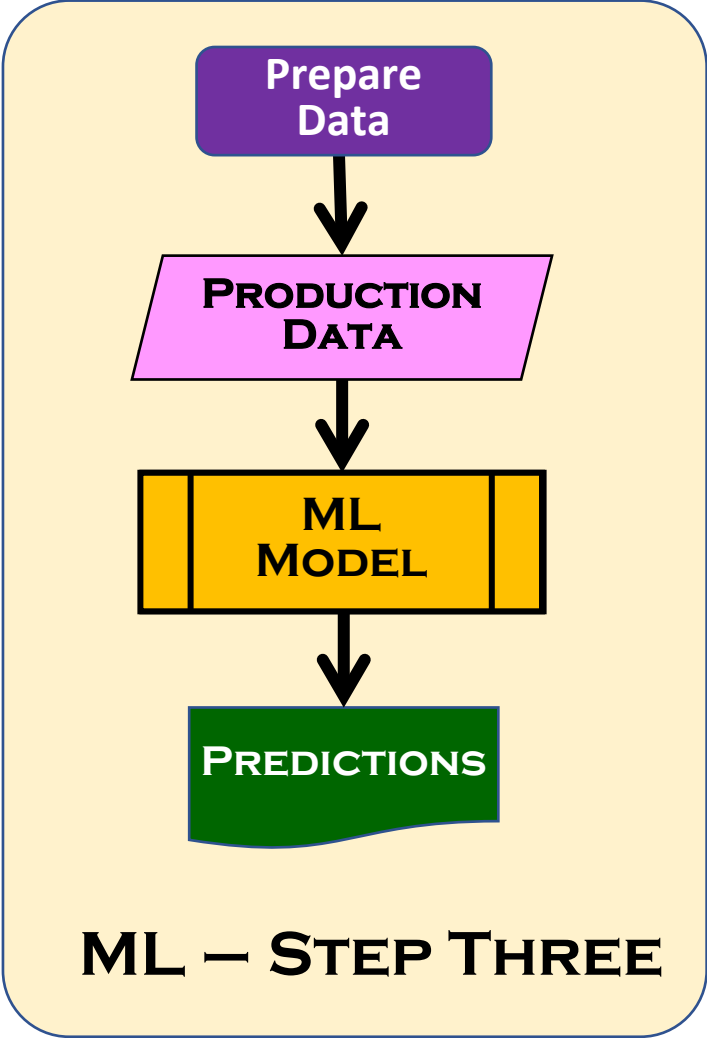 Prepare
Data
PRODUCTION
DATA
ML
MODEL
PREDICTIONS
ML – STEP THREE